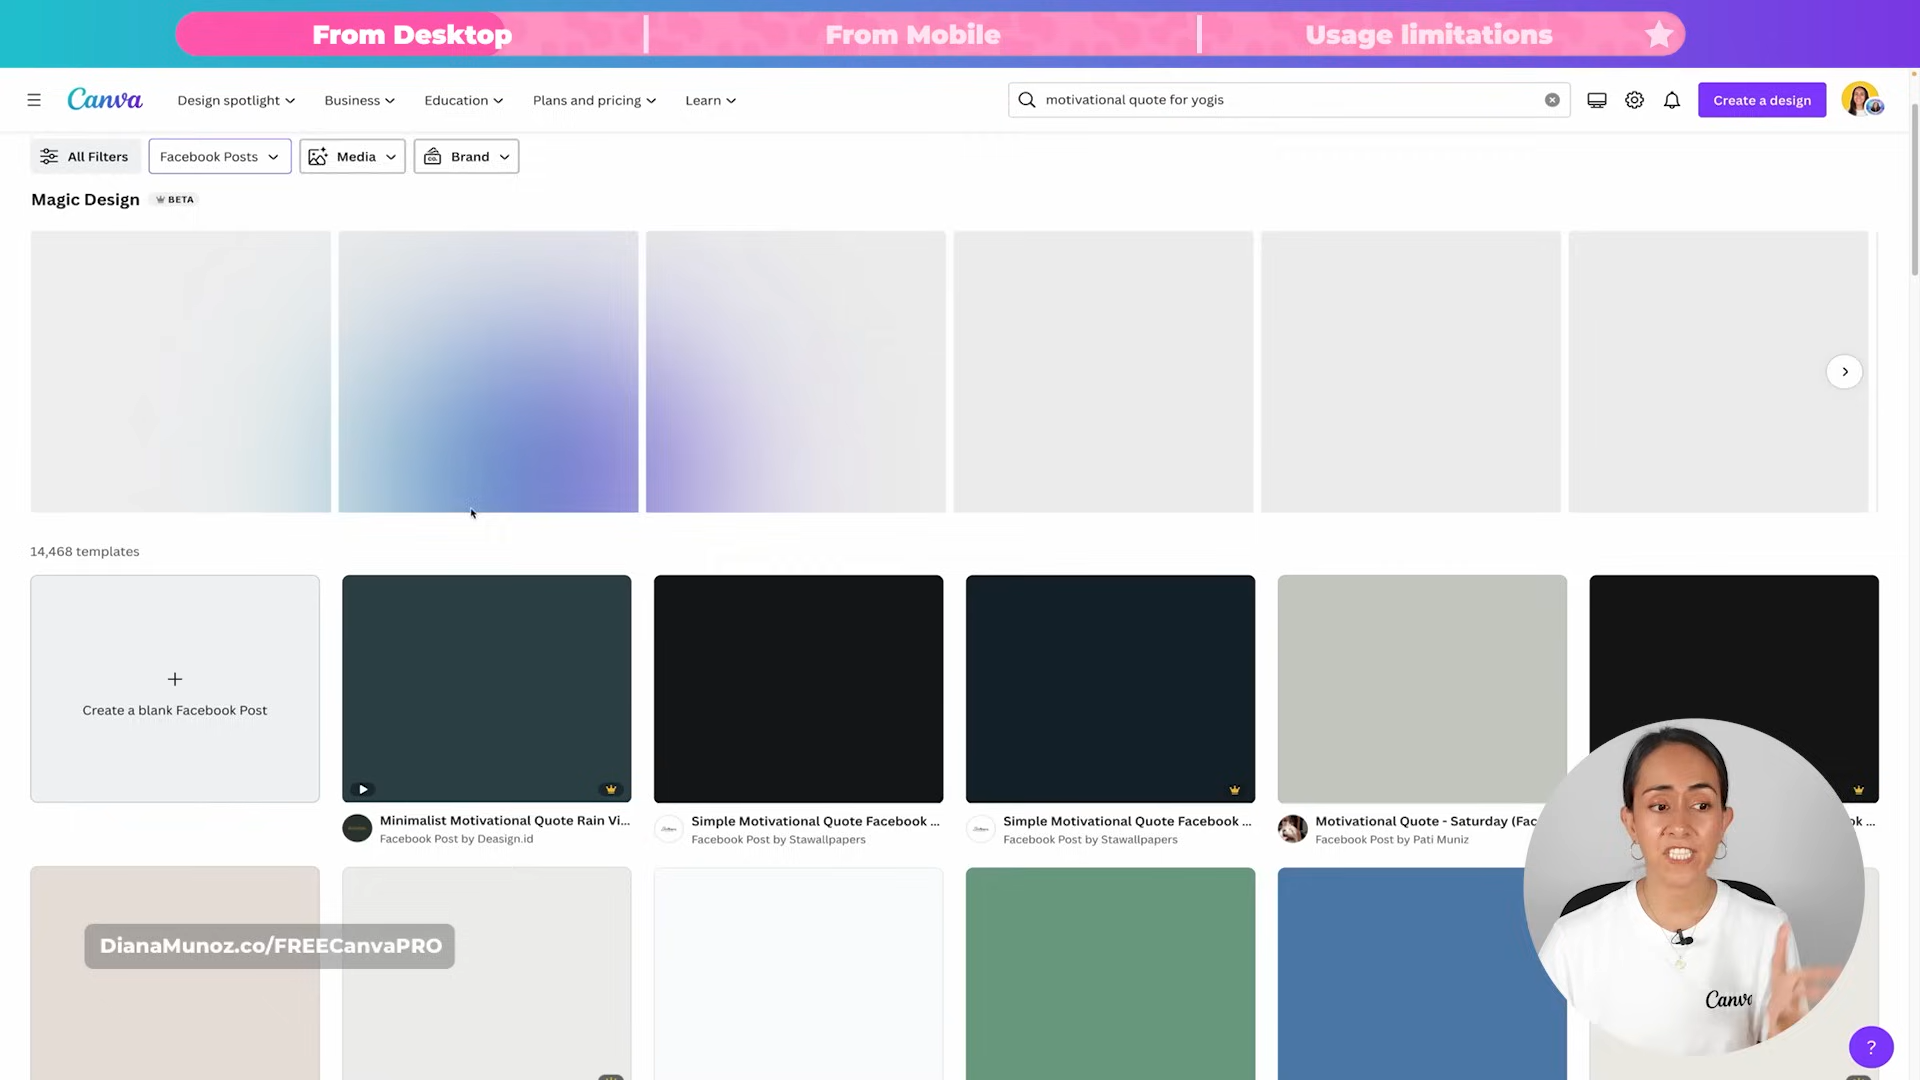 From Desktop
From Mobile
Usage limitations
Canva
Design spotlight
Business
Education
Plans and pricing
Learn
motivational quote for yogis
Create a design
All Filters
Facebook Posts
Media
Brand
Magic Design
BETA
14,468 templates
Create a blank Facebook Post
Minimalist Motivational Quote Rain Vi...
Facebook Post by Deasign.id
Simple Motivational Quote Facebook ...
Facebook Post by Stawallpapers
Simple Motivational Quote Facebook ...
Facebook Post by Stawallpapers
Motivational Quote - Saturday (Fac
Facebook Post by Pati Muniz
ok ...
DianaMunoz.co/FREECanvaPRO
Canva
?